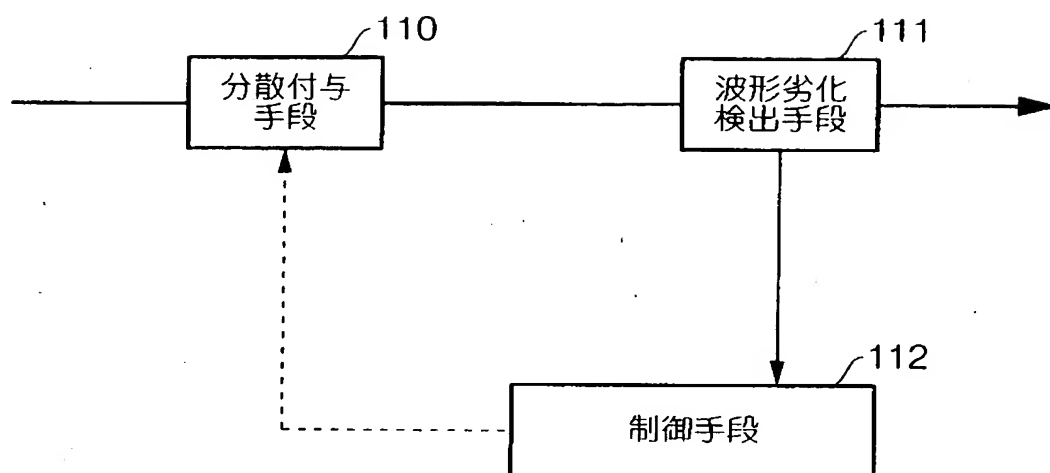 110
分散付与
手段
111
波形劣化
検出手段
112
制御手段